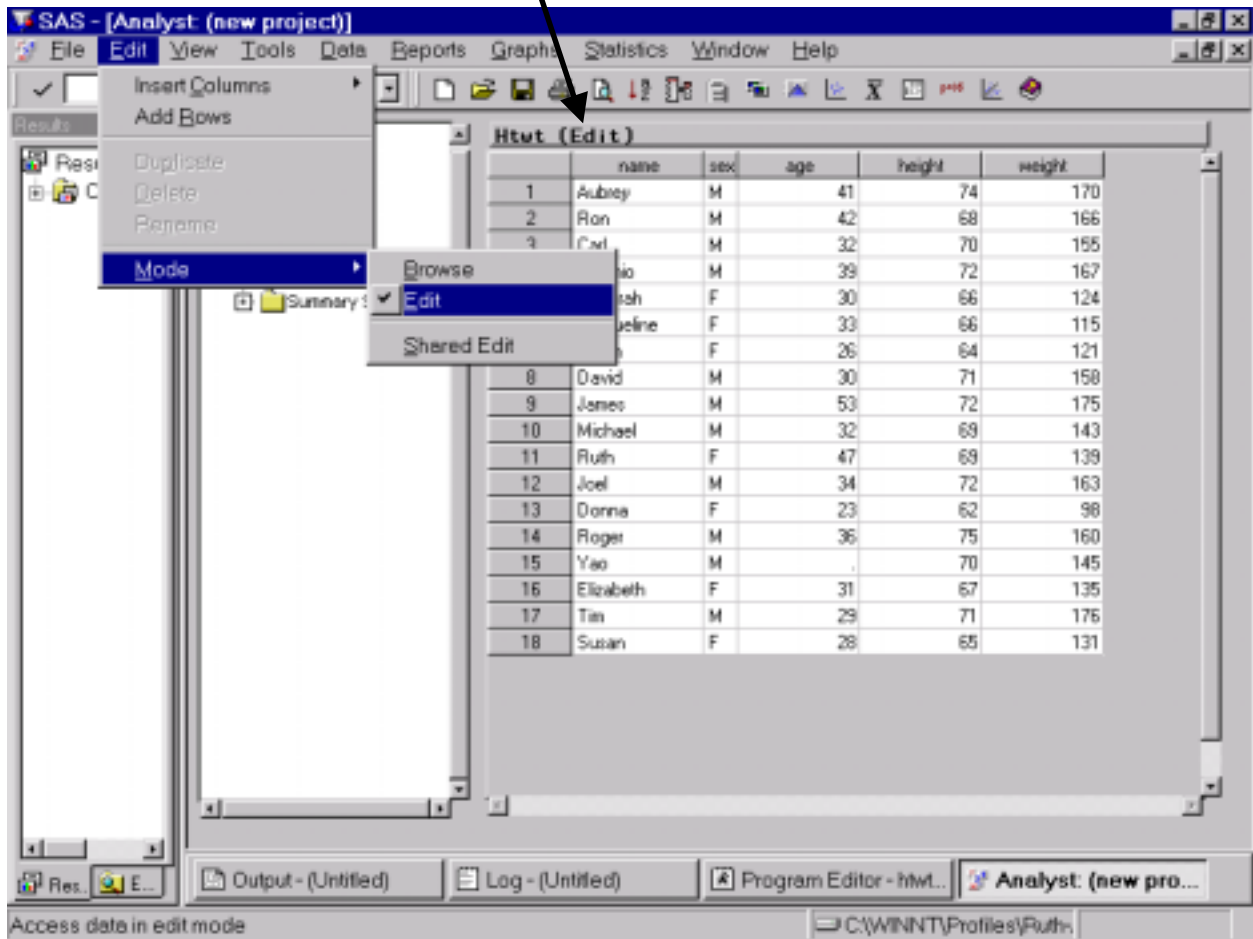 SAS - [Analyst: (new project)]
File Edit View Tools Data Reports Graphs Statistics Window Help
Insert Columns
Add Rows
Duplicate
Delete
Rename
Mode
Browse
Edit
Shared Edit
Results
Htwt (Edit)
name sex age height weight
1 Aubrey M 41 74 170
2 Ron M 42 68 166
3 Carl M 32 70 155
M 39 72 167
F 30 66 124
F 33 66 115
F 26 64 121
8 David M 30 71 158
9 James M 53 72 175
10 Michael M 32 69 143
11 Ruth F 47 69 139
12 Joel M 34 72 163
13 Donna F 23 62 98
14 Roger M 36 75 160
15 Yao M . 70 145
16 Elizabeth F 31 67 135
17 Tim M 29 71 176
18 Susan F 28 65 131
Summary
Res.. E...
Output - (Untitled) Log - (Untitled) Program Editor - htwt... Analyst: (new pro...
Access data in edit mode C:\WINNT\Profiles\Ruth